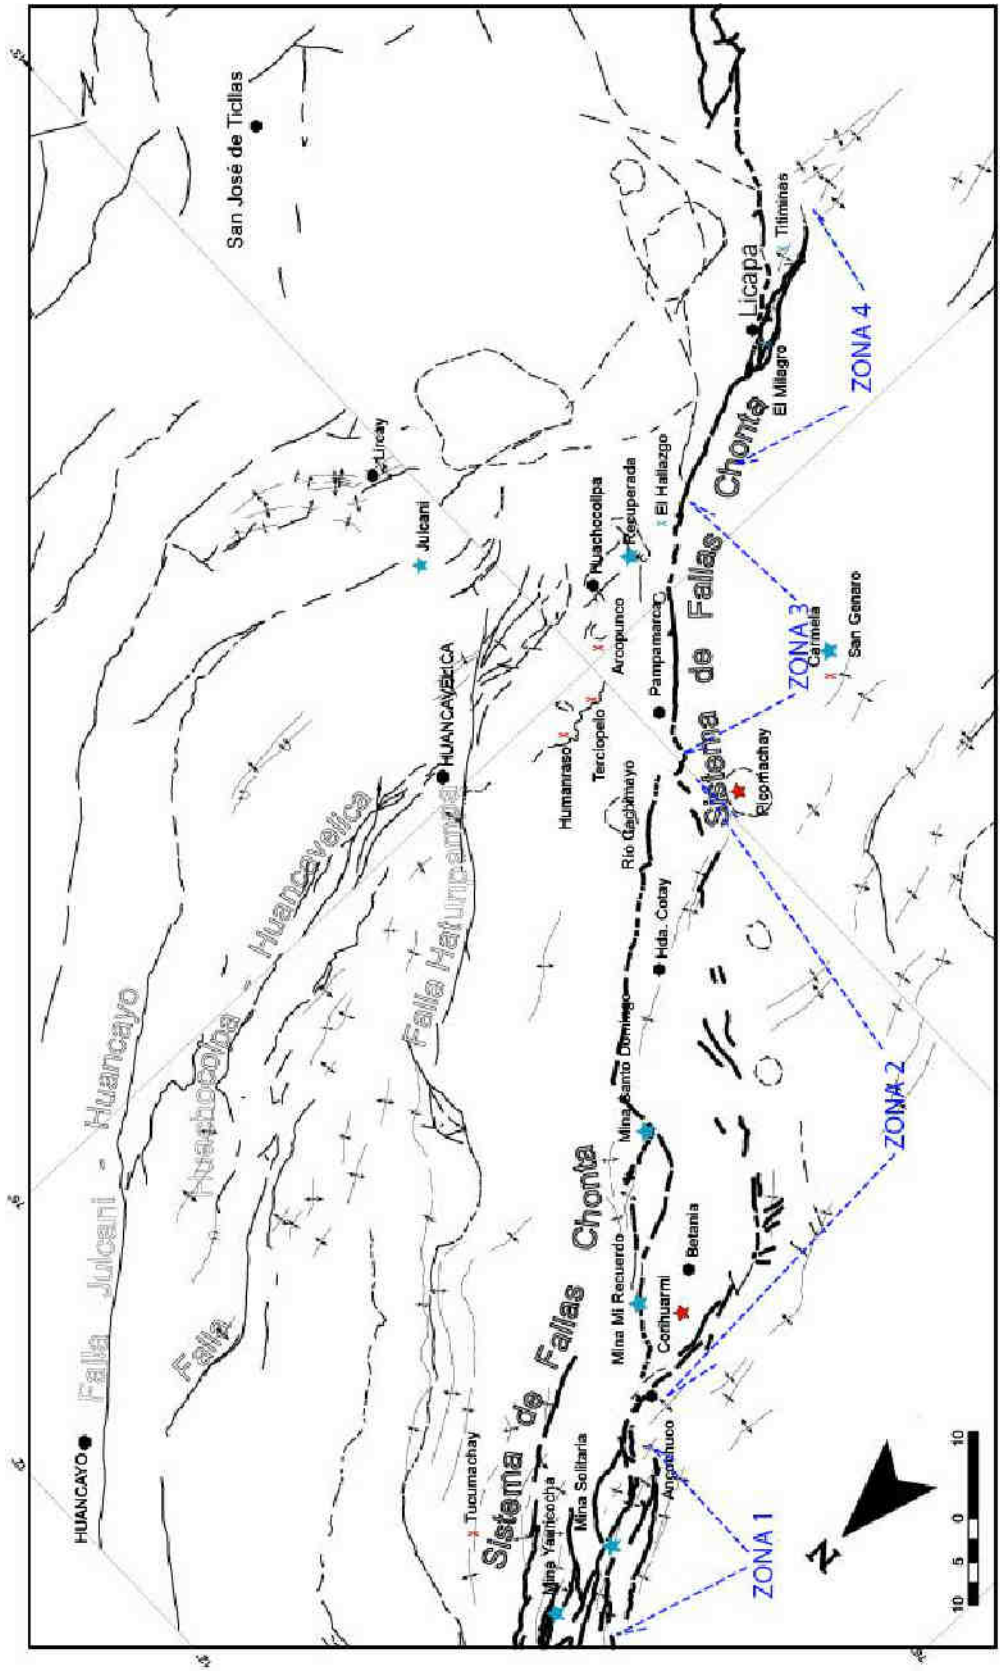 San José de Ticllas
Titiminas
Licapa
El Milagro
ZONA 4
Lircay
Julcani
Huachocolpa
Recuperada
El Hallazgo
Sistema de Fallas Chonta
HUANCAVELICA
Arcopunco
Pampamarca
ZONA 3
Carmela
San Genaro
Humanraso
Terciopelo
Rio Cachimayo
Ricomachay
Hda. Cotay
Falla Julcani - Huancayo
Falla Huachocolpa - Huancavelica
Falla Hatunpampa
Mina Santo Domingo
ZONA 2
Sistema de Fallas Chonta
Mina Mi Recuerdo
Betania
Corihuarmi
HUANCAYO
Tucumachay
Mina Yauricocha
Mina Solitaria
ZONA 1
N
10 5 0 10